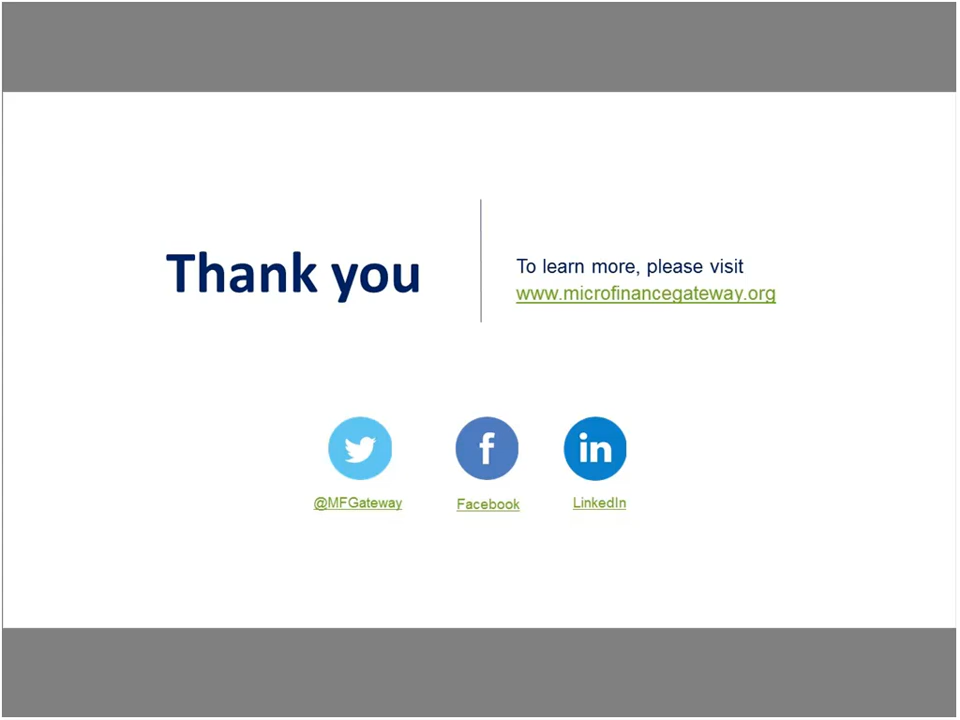 Thank you
To learn more, please visit
www.microfinancegateway.org
@MFGateway
Facebook
LinkedIn